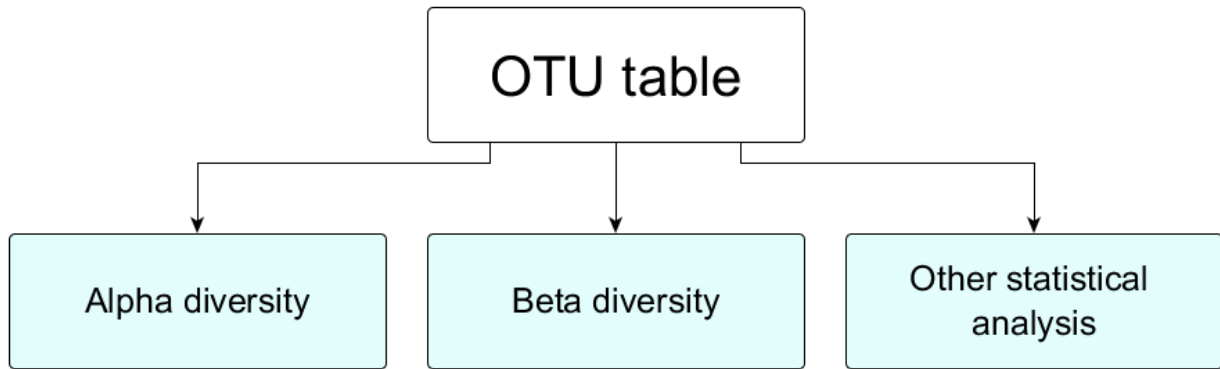 OTU table
Alpha diversity
Beta diversity
Other statistical
analysis